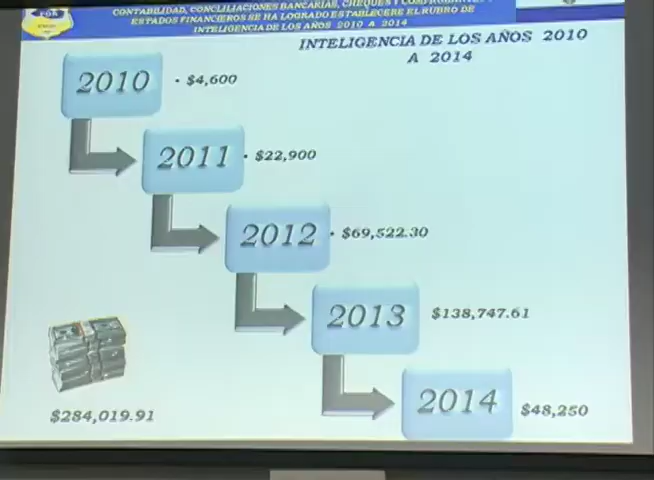 FGR
CONTABILIDAD, CONCILIACIONES BANCARIAS, CHEQUES Y
ESTADOS FINANCIEROS SE HA LOGRADO ESTABLECERE EL RUBRO DE
INTELIGENCIA DE LOS AÑOS 2010 A 2014
INTELIGENCIA DE LOS AÑOS 2010
A 2014
2010 • $4,600
2011 • $22,900
2012 • $69,522.30
2013 $138,747.61
2014 $48,250
$284,019.91